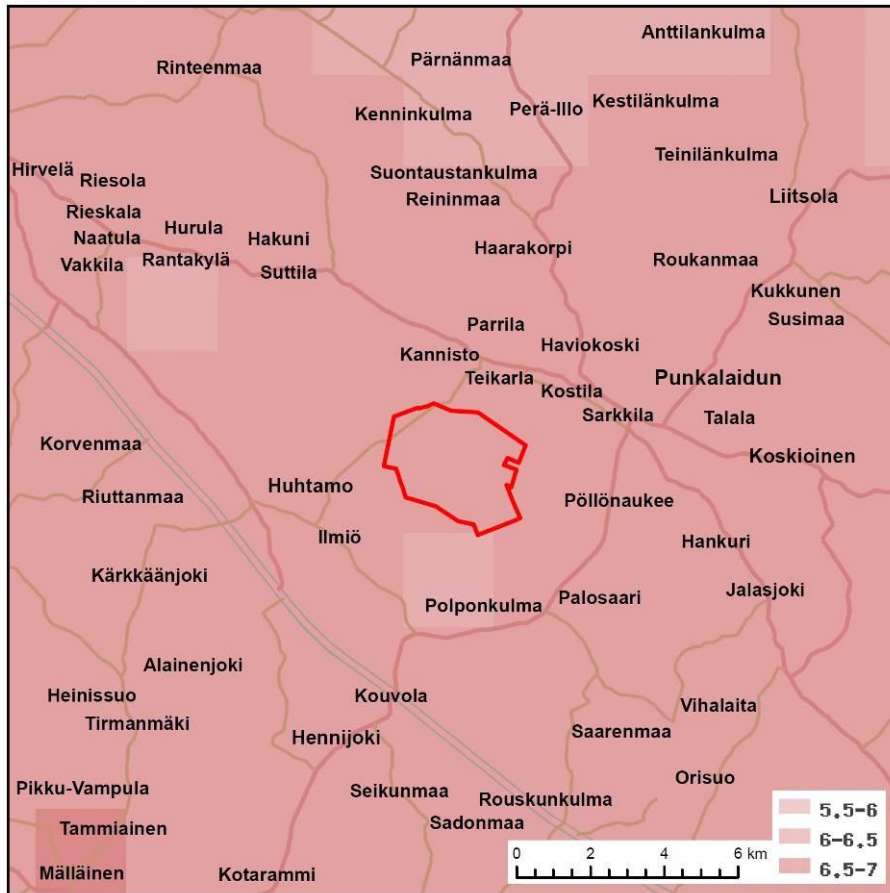 Anttilankulma
Pärnänmaa
Rinteenmaa
Kestilänkulma
Perä-Illo
Kenninkulma
Teinilänkulma
Hirvelä
Suontaustankulma
Riesola
Liitsola
Reininmaa
Rieskala
Hurula
Naatula
Hakuni
Haarakorpi
Rantakylä
Roukanmaa
Vakkila
Suttila
Kukkunen
Susimaa
Parrila
Haviokoski
Kannisto
Teikarla
Punkalaidun
Kostila
Sarkkila
Talala
Korvenmaa
Koskioinen
Huhtamo
Riuttanmaa
Pöllönaukee
Ilmiö
Hankuri
Kärkkäänjoki
Jalasjoki
Palosaari
Polponkulma
Alainenjoki
Heinissuo
Kouvola
Vihalaita
Tirmanmäki
Saarenmaa
Hennijoki
Orisuo
Pikku-Vampula
Seikunmaa
Rouskunkulma
5.5-6
Sadonmaa
Tammiainen
6-6.5
0 2 4 6 km
6.5-7
Mälläinen
Kotarammi